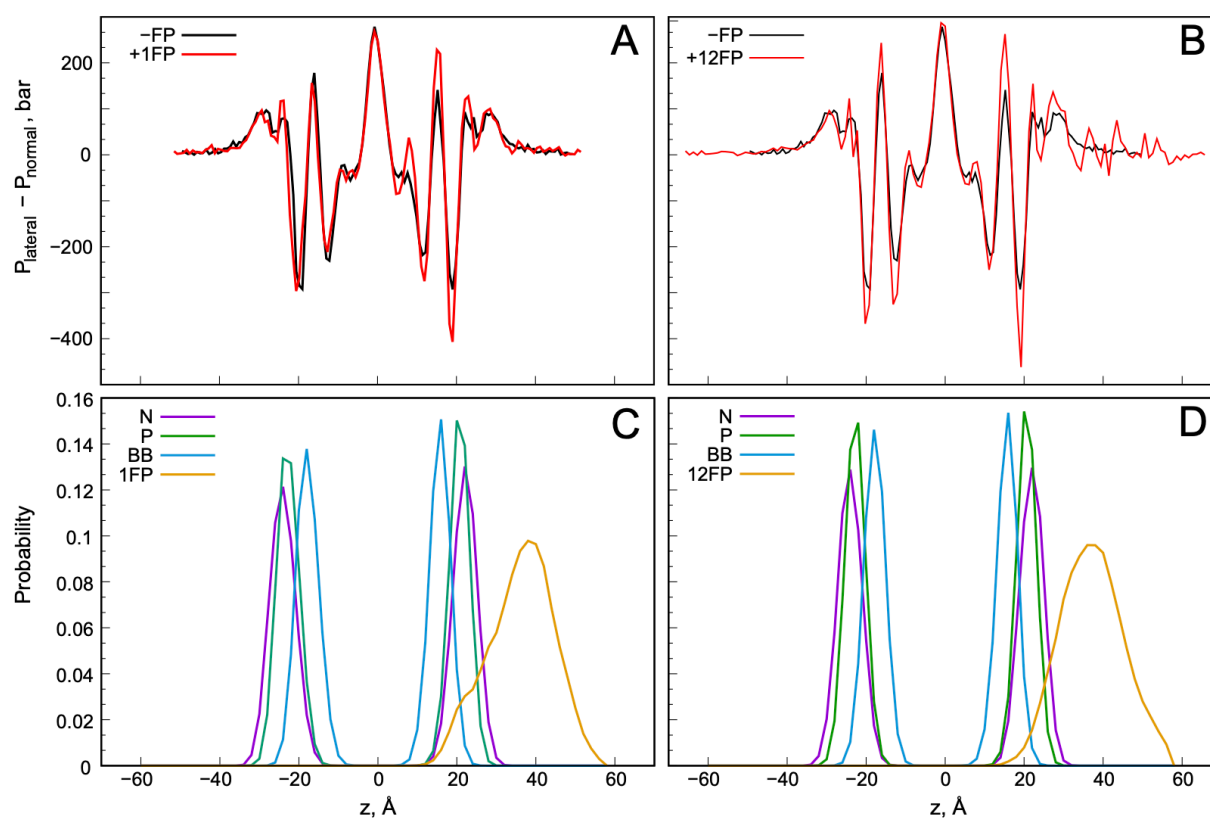 A
−FP
+1FP
B
−FP
+12FP
P_lateral − P_normal, bar
200
0
−200
−400
C
N
P
BB
1FP
D
N
P
BB
12FP
Probability
0.16
0.14
0.12
0.1
0.08
0.06
0.04
0.02
0
−60 −40 −20 0 20 40 60
−60 −40 −20 0 20 40 60
z, Å
z, Å